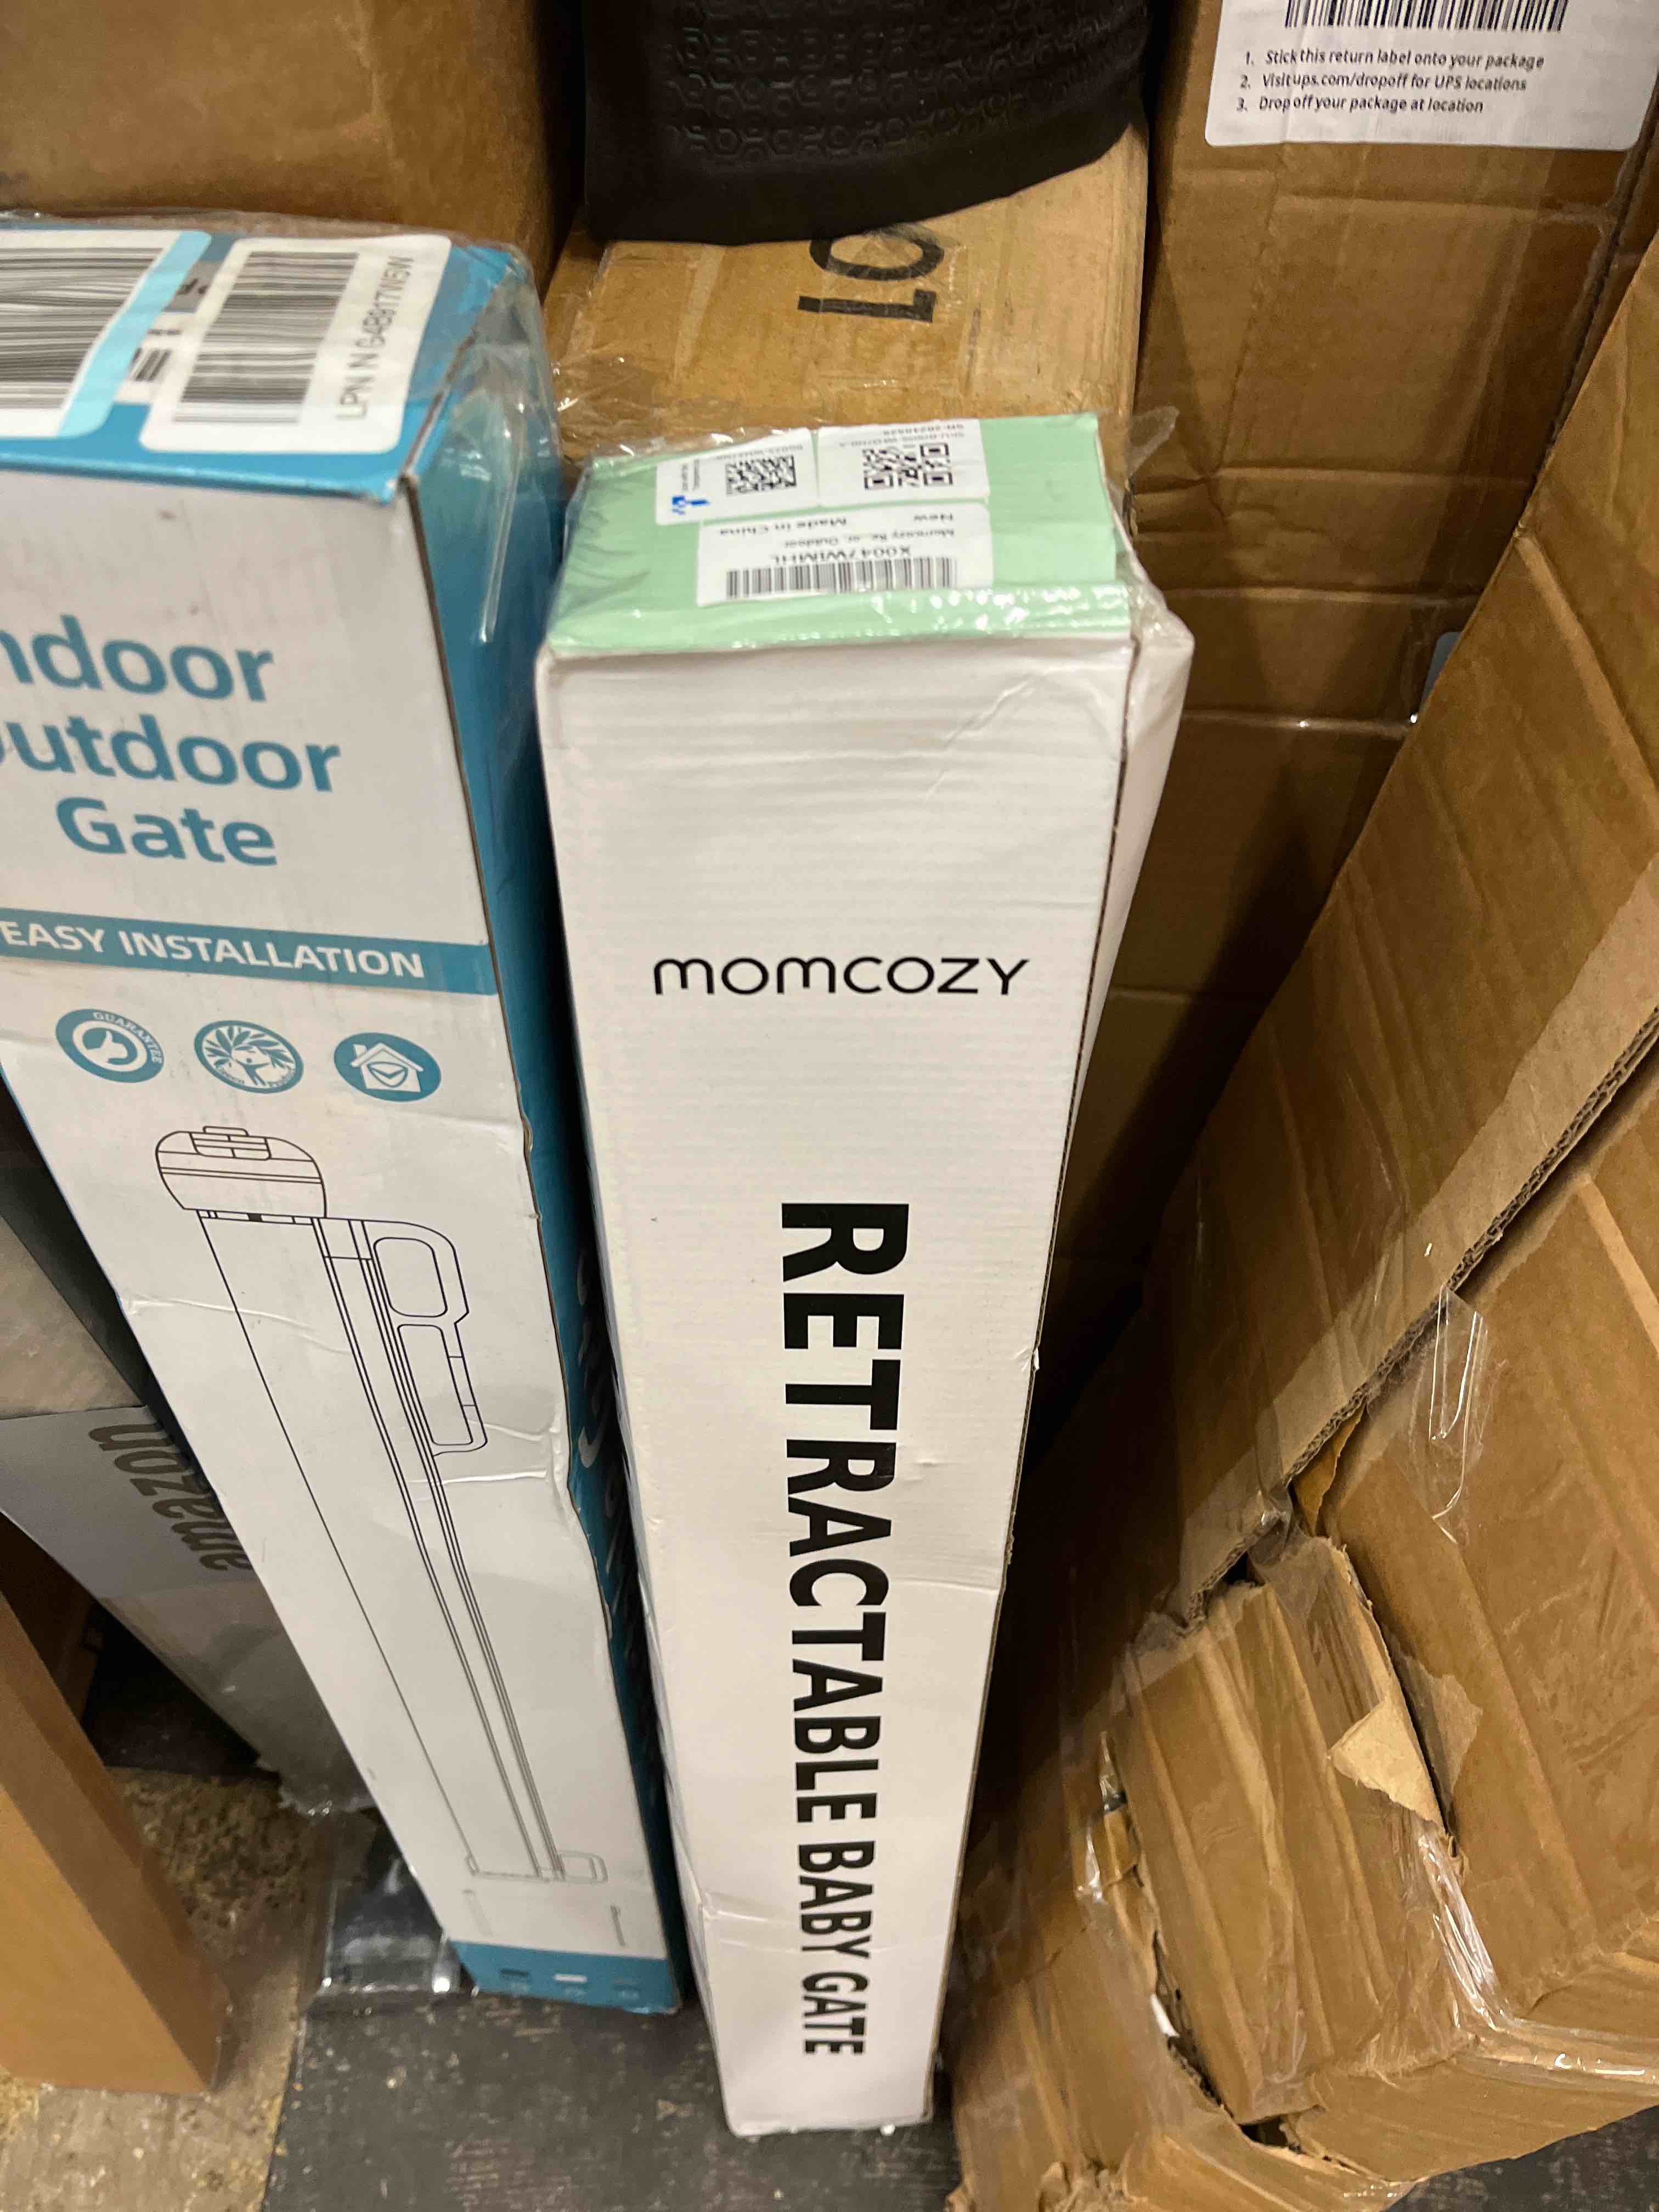 1. Stick this return label onto your package
2. Visit ups.com/dropoff for UPS locations
3. Drop off your package at location
01
LPN N G4B917W5W
ndoor
utdoor
Gate
EASY INSTALLATION
GUARANTEE
New
Made in China
X0047WIMHL
momcozy
RETRACTABLE BABY GATE
amazon